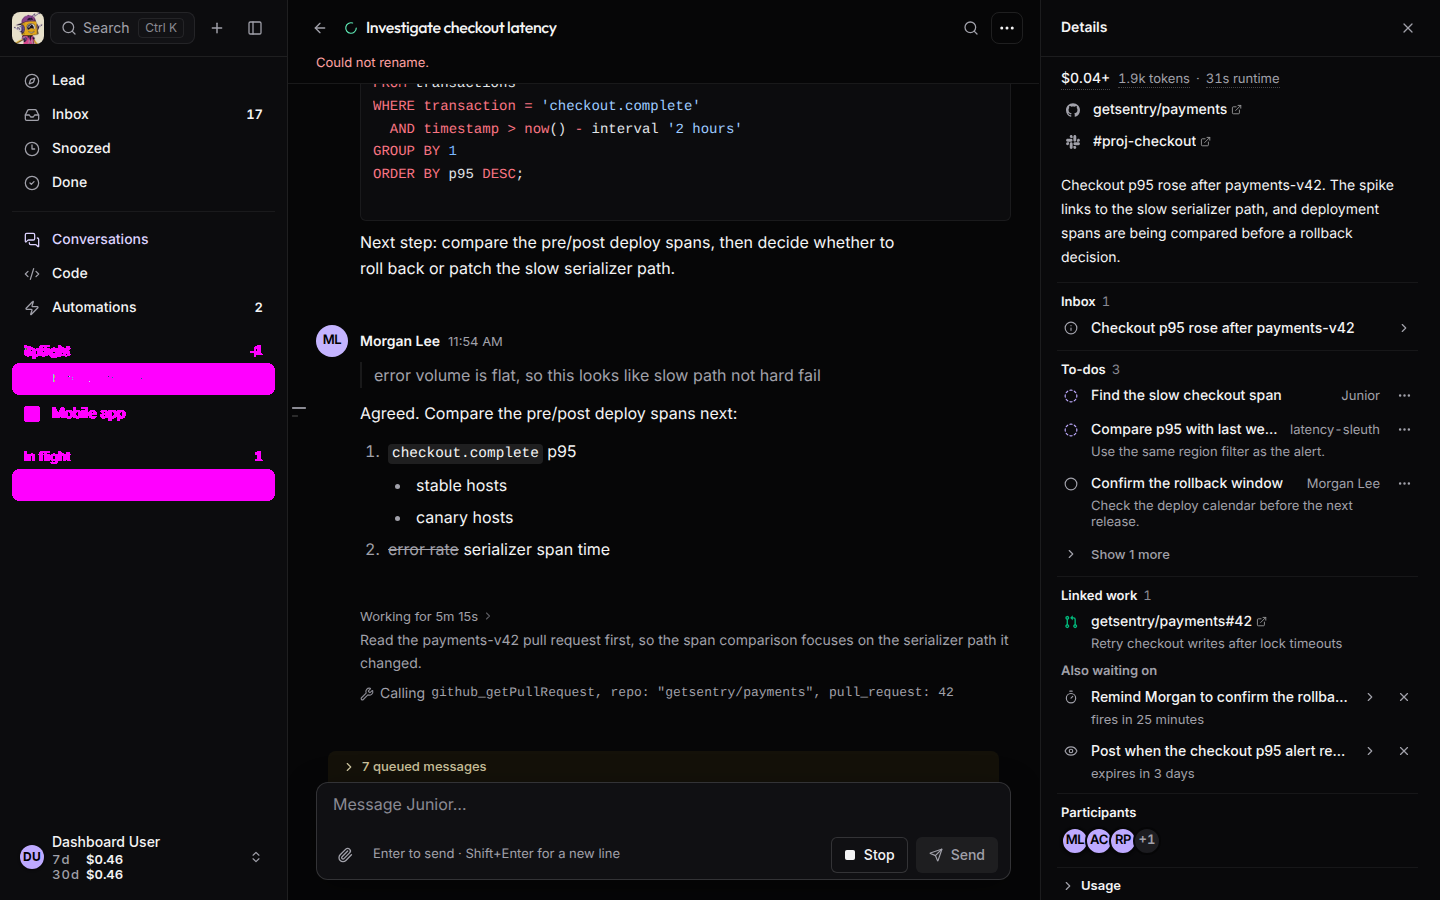 Search Ctrl K
Lead
Inbox 17
Snoozed
Done
Conversations
Code
Automations 2
Mobile app
In flight 1
Dashboard User
7d $0.46
30d $0.46
Investigate checkout latency
Could not rename.
FROM transactions
WHERE transaction = 'checkout.complete'
AND timestamp > now() - interval '2 hours'
GROUP BY 1
ORDER BY p95 DESC;
Next step: compare the pre/post deploy spans, then decide whether to
roll back or patch the slow serializer path.
ML Morgan Lee 11:54 AM
error volume is flat, so this looks like slow path not hard fail
Agreed. Compare the pre/post deploy spans next:
1. checkout.complete p95
• stable hosts
• canary hosts
2. error rate serializer span time
Working for 5m 15s
Read the payments-v42 pull request first, so the span comparison focuses on the serializer path it
changed.
Calling github_getPullRequest, repo: "getsentry/payments", pull_request: 42
7 queued messages
Message Junior...
Enter to send · Shift+Enter for a new line
Stop
Send
DU
Details
$0.04+ 1.9k tokens · 31s runtime
getsentry/payments
#proj-checkout
Checkout p95 rose after payments-v42. The spike
links to the slow serializer path, and deployment
spans are being compared before a rollback
decision.
Inbox 1
Checkout p95 rose after payments-v42
To-dos 3
Find the slow checkout span Junior
Compare p95 with last we... latency-sleuth
Use the same region filter as the alert.
Confirm the rollback window Morgan Lee
Check the deploy calendar before the next
release.
Show 1 more
Linked work 1
getsentry/payments#42
Retry checkout writes after lock timeouts
Also waiting on
Remind Morgan to confirm the rollba...
fires in 25 minutes
Post when the checkout p95 alert re...
expires in 3 days
Participants
ML AC RP +1
Usage